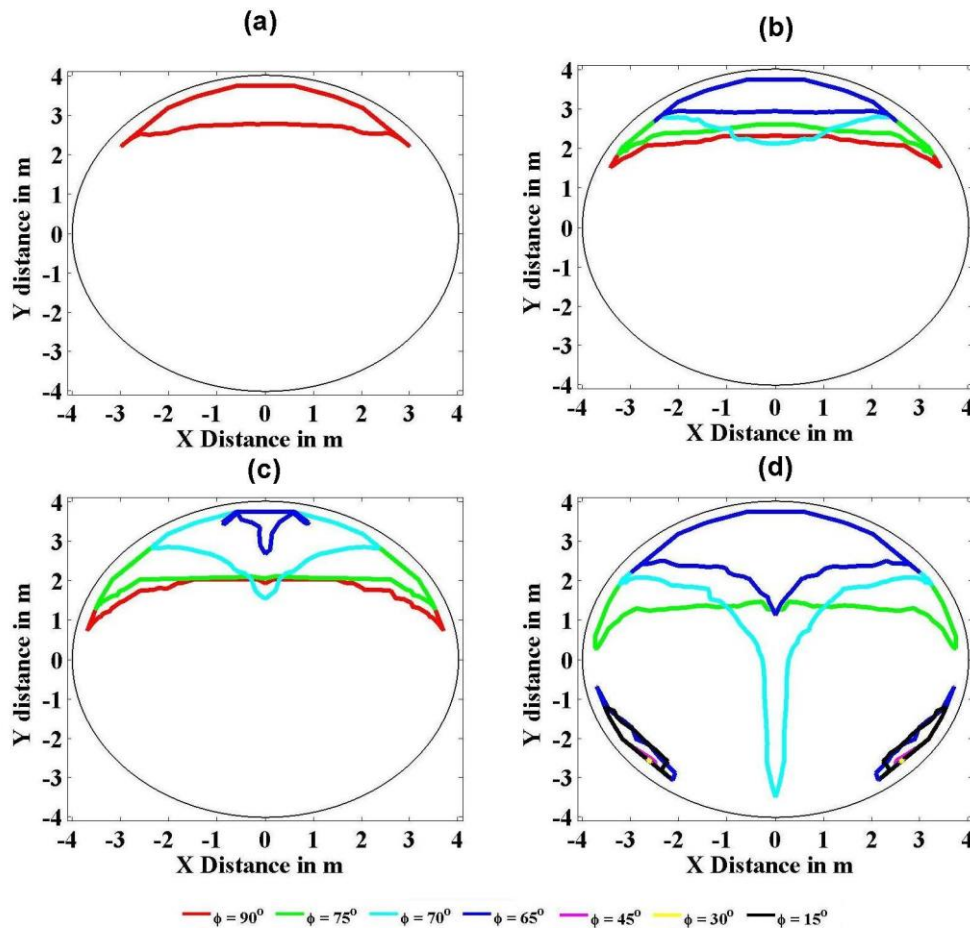 (a)
(b)
4
3
2
1
0
-1
-2
-3
-4
Y distance in m
-4 -3 -2 -1 0 1 2 3 4
X Distance in m
4
3
2
1
0
-1
-2
-3
-4
Y distance in m
-4 -3 -2 -1 0 1 2 3 4
X Distance in m
(c)
(d)
4
3
2
1
0
-1
-2
-3
-4
Y distance in m
-4 -3 -2 -1 0 1 2 3 4
X Distance in m
4
3
2
1
0
-1
-2
-3
-4
Y distance in m
-4 -3 -2 -1 0 1 2 3 4
X Distance in m
ϕ = 90° ϕ = 75° ϕ = 70° ϕ = 65° ϕ = 45° ϕ = 30° ϕ = 15°